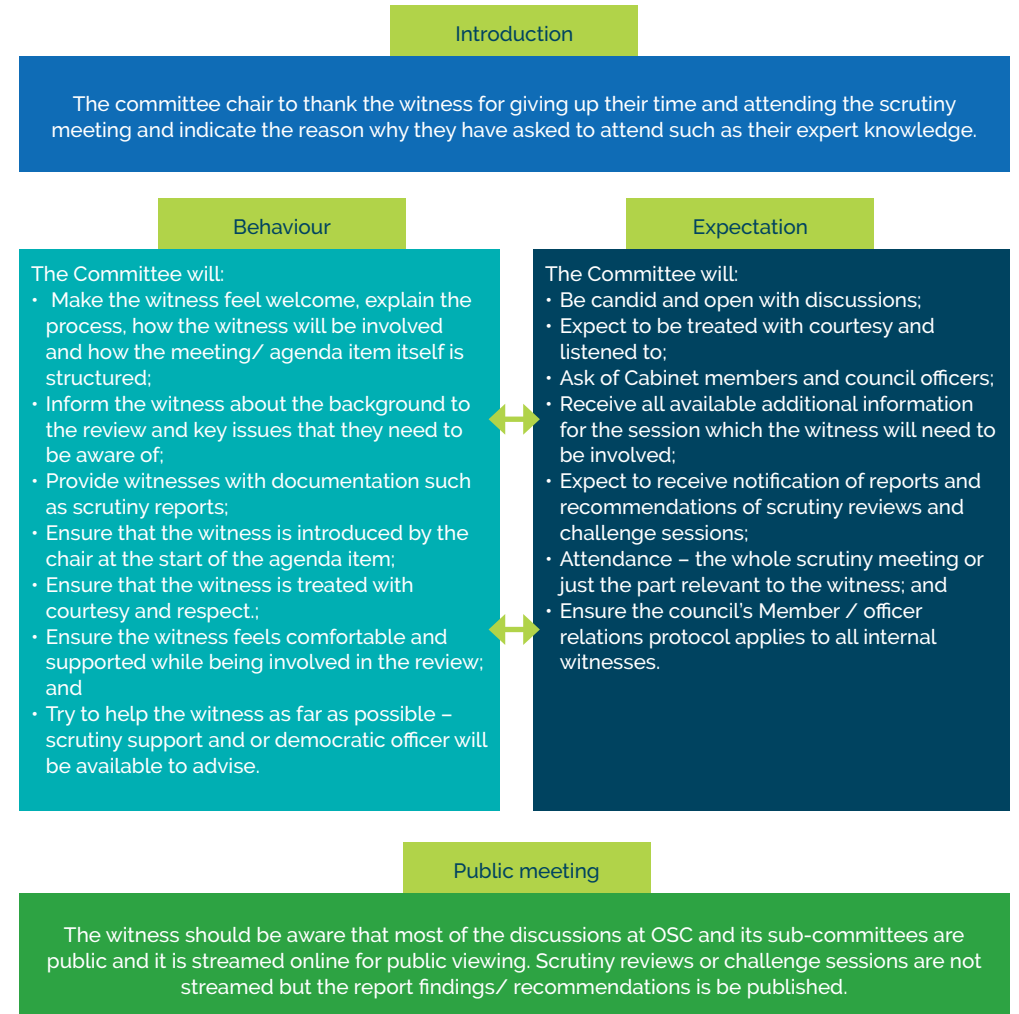 Introduction
The committee chair to thank the witness for giving up their time and attending the scrutiny
meeting and indicate the reason why they have asked to attend such as their expert knowledge.
Behaviour
The Committee will:
• Make the witness feel welcome, explain the
process, how the witness will be involved
and how the meeting/ agenda item itself is
structured;
• Inform the witness about the background to
the review and key issues that they need to
be aware of;
• Provide witnesses with documentation such
as scrutiny reports;
• Ensure that the witness is introduced by the
chair at the start of the agenda item;
• Ensure that the witness is treated with
courtesy and respect.;
• Ensure the witness feels comfortable and
supported while being involved in the review;
and
• Try to help the witness as far as possible –
scrutiny support and or democratic officer will
be available to advise.
Expectation
The Committee will:
• Be candid and open with discussions;
• Expect to be treated with courtesy and
listened to;
• Ask of Cabinet members and council officers;
• Receive all available additional information
for the session which the witness will need to
be involved;
• Expect to receive notification of reports and
recommendations of scrutiny reviews and
challenge sessions;
• Attendance – the whole scrutiny meeting or
just the part relevant to the witness; and
• Ensure the council's Member / officer
relations protocol applies to all internal
witnesses.
Public meeting
The witness should be aware that most of the discussions at OSC and its sub-committees are
public and it is streamed online for public viewing. Scrutiny reviews or challenge sessions are not
streamed but the report findings/ recommendations is be published.